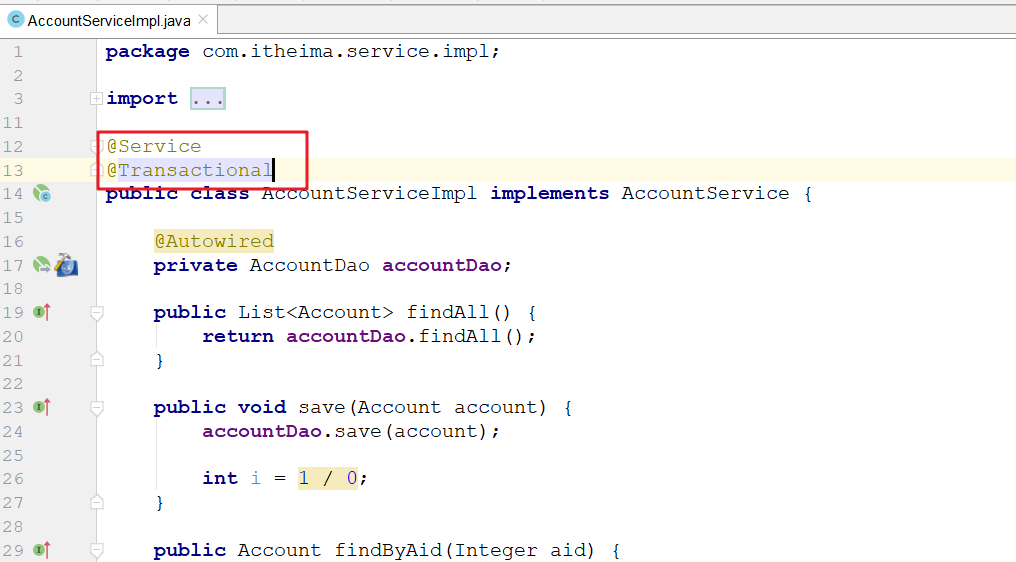 AccountServiceImpl.java
1 package com.itheima.service.impl;
2
3 import ...
11
12 @Service
13 @Transactional
14 public class AccountServiceImpl implements AccountService {
15
16 @Autowired
17 private AccountDao accountDao;
18
19 public List<Account> findAll() {
20 return accountDao.findAll();
21 }
22
23 public void save(Account account) {
24 accountDao.save(account);
25
26 int i = 1 / 0;
27 }
28
29 public Account findByAid(Integer aid) {